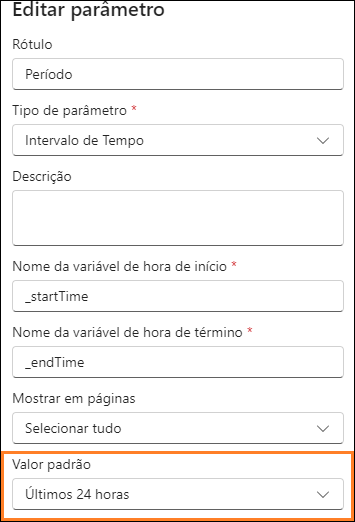 Editar parâmetro
Rótulo
Período
Tipo de parâmetro *
Intervalo de Tempo
Descrição
Nome da variável de hora de início *
_startTime
Nome da variável de hora de término *
_endTime
Mostrar em páginas
Selecionar tudo
Valor padrão
Últimos 24 horas